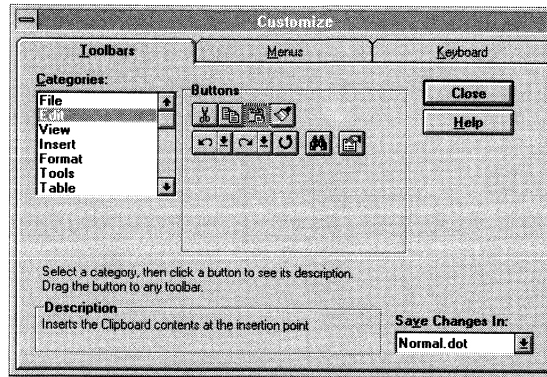 Customize
Toolbars
Menus
Keyboard
Categories:
File
Edit
View
Insert
Format
Tools
Table
Buttons
Close
Help
Select a category, then click a button to see its description.
Drag the button to any toolbar.
Description
Inserts the Clipboard contents at the insertion point
Save Changes In:
Normal.dot